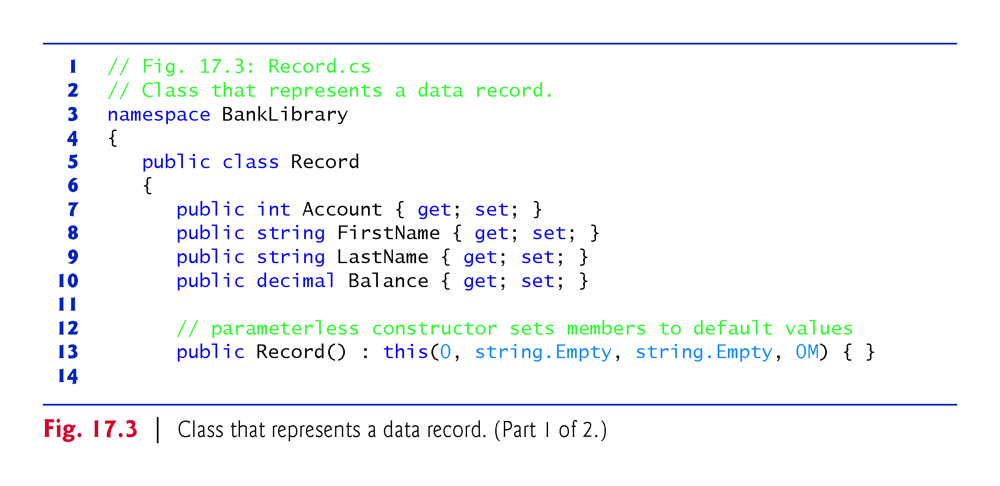 1 // Fig. 17.3: Record.cs
2 // Class that represents a data record.
3 namespace BankLibrary
4 {
5 public class Record
6 {
7 public int Account { get; set; }
8 public string FirstName { get; set; }
9 public string LastName { get; set; }
10 public decimal Balance { get; set; }
11
12 // parameterless constructor sets members to default values
13 public Record() : this(0, string.Empty, string.Empty, 0M) { }
14
Fig. 17.3 | Class that represents a data record. (Part 1 of 2.)